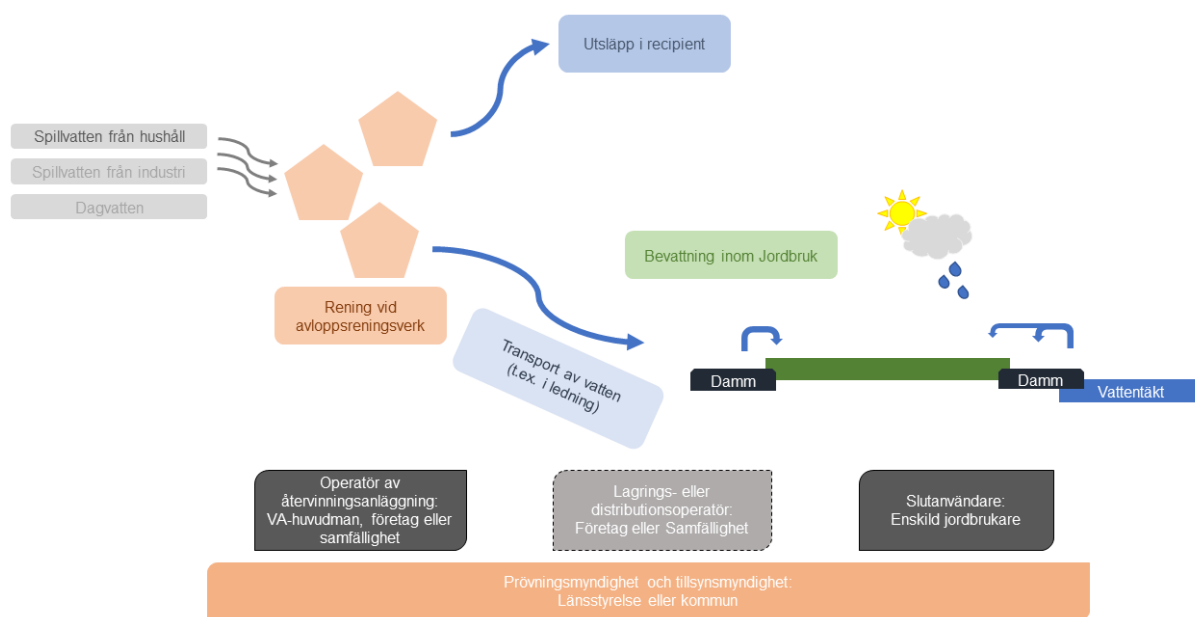 Utsläpp i recipient
Spillvatten från hushåll
Spillvatten från industri
Dagvatten
Bevattning inom Jordbruk
Rening vid
avloppsreningsverk
Transport av vatten
(t.ex. i ledning)
Damm
Damm
Vattentäkt
Operatör av
återvinningsanläggning:
VA-huvudman, företag eller
samfällighet
Lagrings- eller
distributionsoperatör:
Företag eller Samfällighet
Slutanvändare:
Enskild jordbrukare
Prövningsmyndighet och tillsynsmyndighet:
Länsstyrelse eller kommun